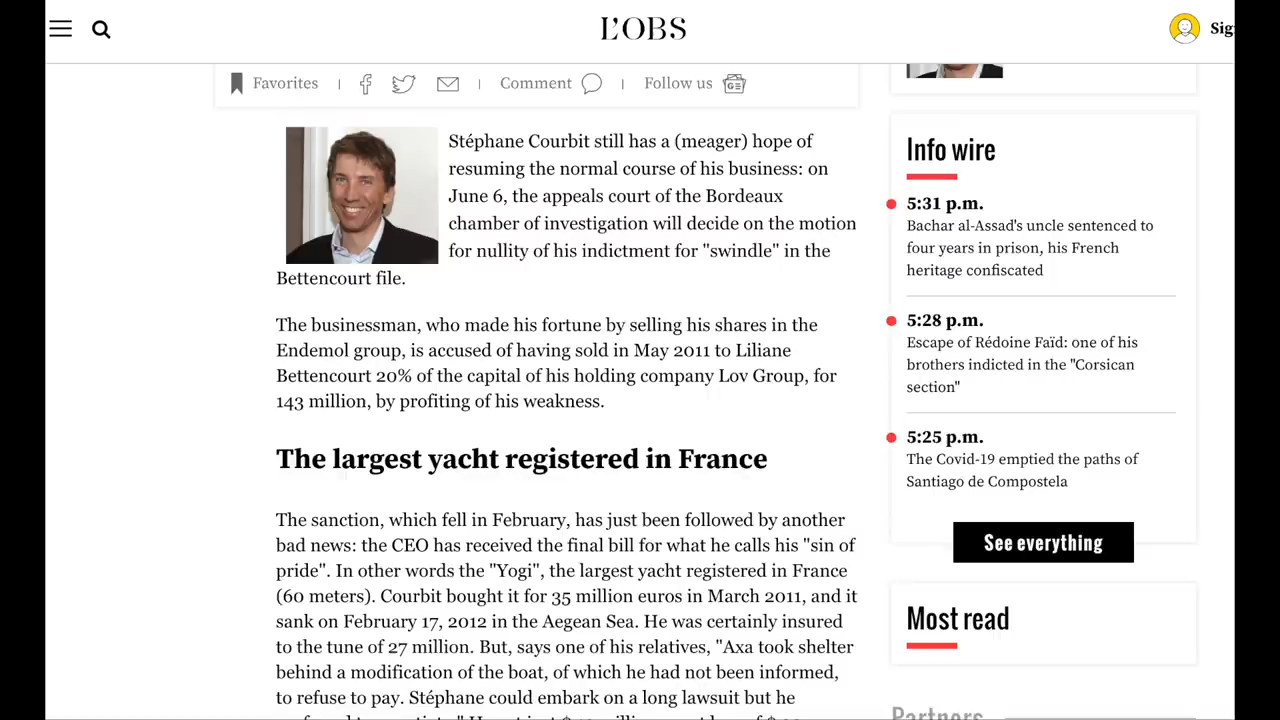 L'OBS
Favorites
Comment
Follow us
Stéphane Courbit still has a (meager) hope of
resuming the normal course of his business: on
June 6, the appeals court of the Bordeaux
chamber of investigation will decide on the motion
for nullity of his indictment for "swindle" in the
Bettencourt file.
The businessman, who made his fortune by selling his shares in the
Endemol group, is accused of having sold in May 2011 to Liliane
Bettencourt 20% of the capital of his holding company Lov Group, for
143 million, by profiting of his weakness.
The largest yacht registered in France
The sanction, which fell in February, has just been followed by another
bad news: the CEO has received the final bill for what he calls his "sin of
pride". In other words the "Yogi", the largest yacht registered in France
(60 meters). Courbit bought it for 35 million euros in March 2011, and it
sank on February 17, 2012 in the Aegean Sea. He was certainly insured
to the tune of 27 million. But, says one of his relatives, "Axa took shelter
behind a modification of the boat, of which he had not been informed,
to refuse to pay. Stéphane could embark on a long lawsuit but he
Info wire
5:31 p.m.
Bachar al-Assad's uncle sentenced to
four years in prison, his French
heritage confiscated
5:28 p.m.
Escape of Rédoine Faïd: one of his
brothers indicted in the "Corsican
section"
5:25 p.m.
The Covid-19 emptied the paths of
Santiago de Compostela
See everything
Most read
Partners